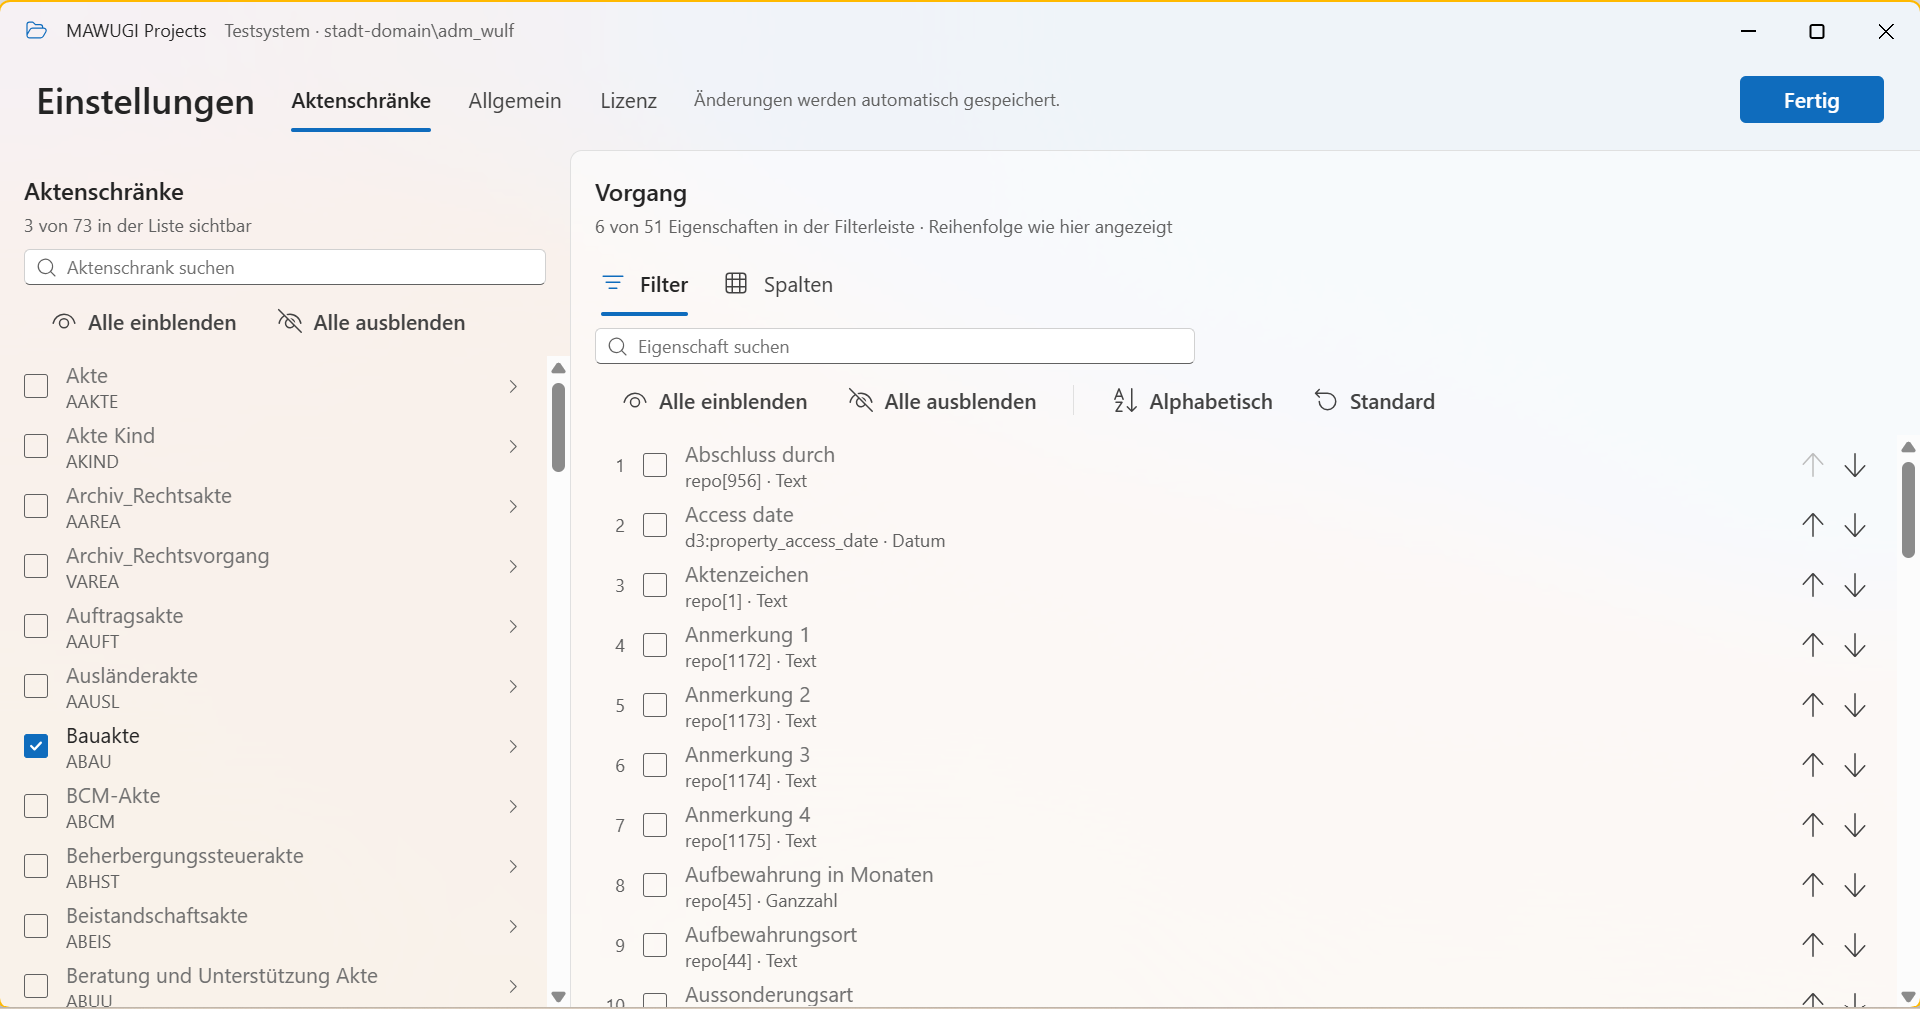 MAWUGI Projects Testsystem · stadt-domain\adm_wulf
Einstellungen Aktenschränke Allgemein Lizenz Änderungen werden automatisch gespeichert. Fertig
Aktenschränke
3 von 73 in der Liste sichtbar
Aktenschrank suchen
Alle einblenden Alle ausblenden
Akte
AAKTE
Akte Kind
AKIND
Archiv_Rechtsakte
AAREA
Archiv_Rechtsvorgang
VAREA
Auftragsakte
AAUFT
Ausländerakte
AAUSL
Bauakte
ABAU
BCM-Akte
ABCM
Beherbergungssteuerakte
ABHST
Beistandschaftsakte
ABEIS
Beratung und Unterstützung Akte
ABUU
Vorgang
6 von 51 Eigenschaften in der Filterleiste · Reihenfolge wie hier angezeigt
Filter Spalten
Eigenschaft suchen
Alle einblenden Alle ausblenden Alphabetisch Standard
1 Abschluss durch
repo[956] · Text
2 Access date
d3:property_access_date · Datum
3 Aktenzeichen
repo[1] · Text
4 Anmerkung 1
repo[1172] · Text
5 Anmerkung 2
repo[1173] · Text
6 Anmerkung 3
repo[1174] · Text
7 Anmerkung 4
repo[1175] · Text
8 Aufbewahrung in Monaten
repo[45] · Ganzzahl
9 Aufbewahrungsort
repo[44] · Text
10 Aussonderungsart